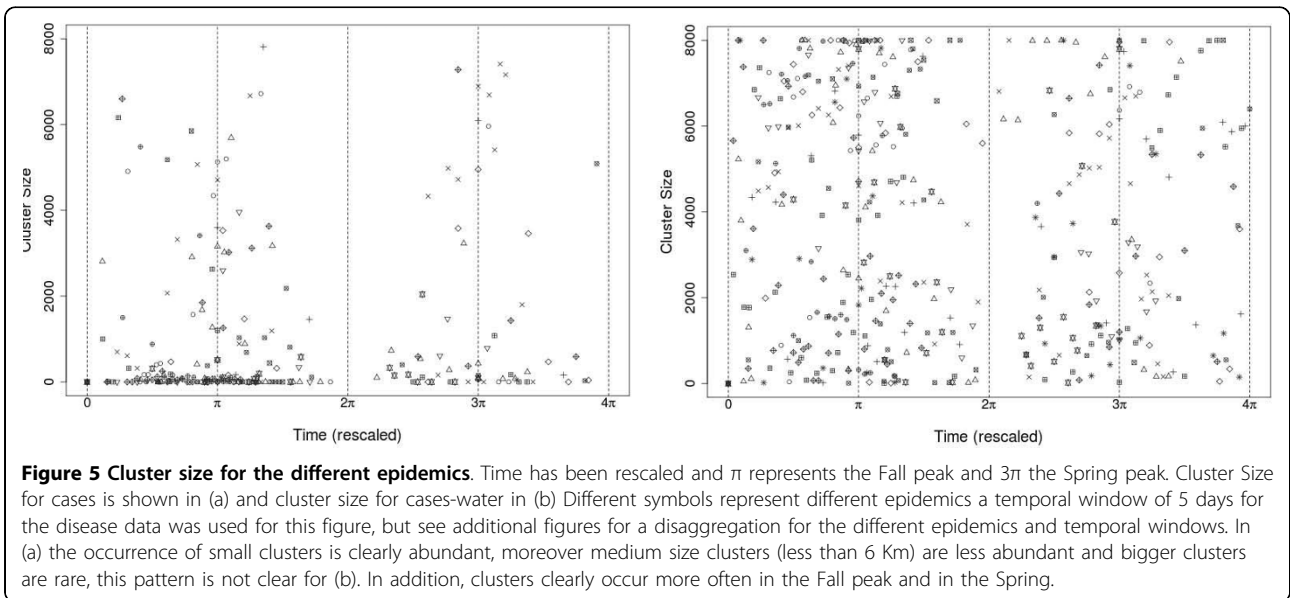 8000
6000
4000
2000
0
Cluster Size
0 π 2π 3π 4π
Time (rescaled)
8000
6000
4000
2000
0
Cluster Size
0 π 2π 3π 4π
Time (rescaled)
Figure 5 Cluster size for the different epidemics. Time has been rescaled and π represents the Fall peak and 3π the Spring peak. Cluster Size
for cases is shown in (a) and cluster size for cases-water in (b) Different symbols represent different epidemics a temporal window of 5 days for
the disease data was used for this figure, but see additional figures for a disaggregation for the different epidemics and temporal windows. In
(a) the occurrence of small clusters is clearly abundant, moreover medium size clusters (less than 6 Km) are less abundant and bigger clusters
are rare, this pattern is not clear for (b). In addition, clusters clearly occur more often in the Fall peak and in the Spring.